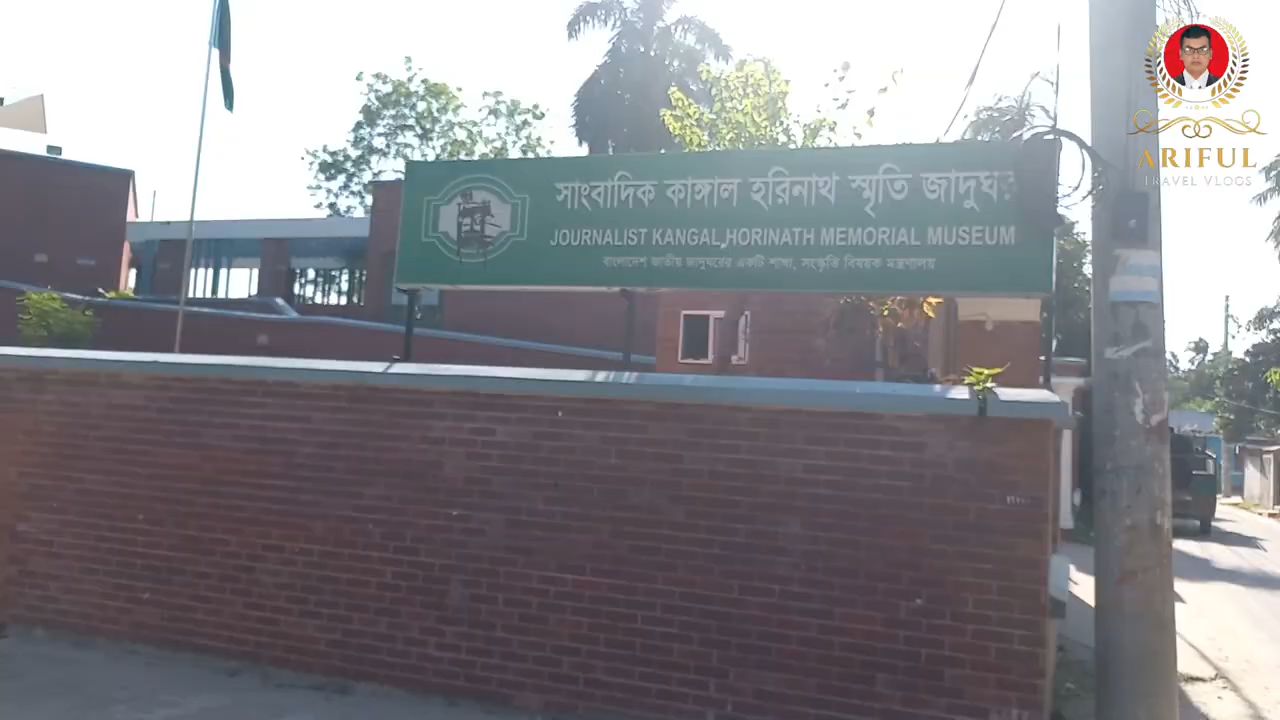 সাংবাদিক কাঙ্গাল হরিনাথ স্মৃতি জাদুঘর
JOURNALIST KANGAL HORINATH MEMORIAL MUSEUM
বাংলাদেশ জাতীয় জাদুঘরের একটি শাখা, সংস্কৃতি বিষয়ক মন্ত্রণালয়
ARIFUL
TRAVEL VLOGS